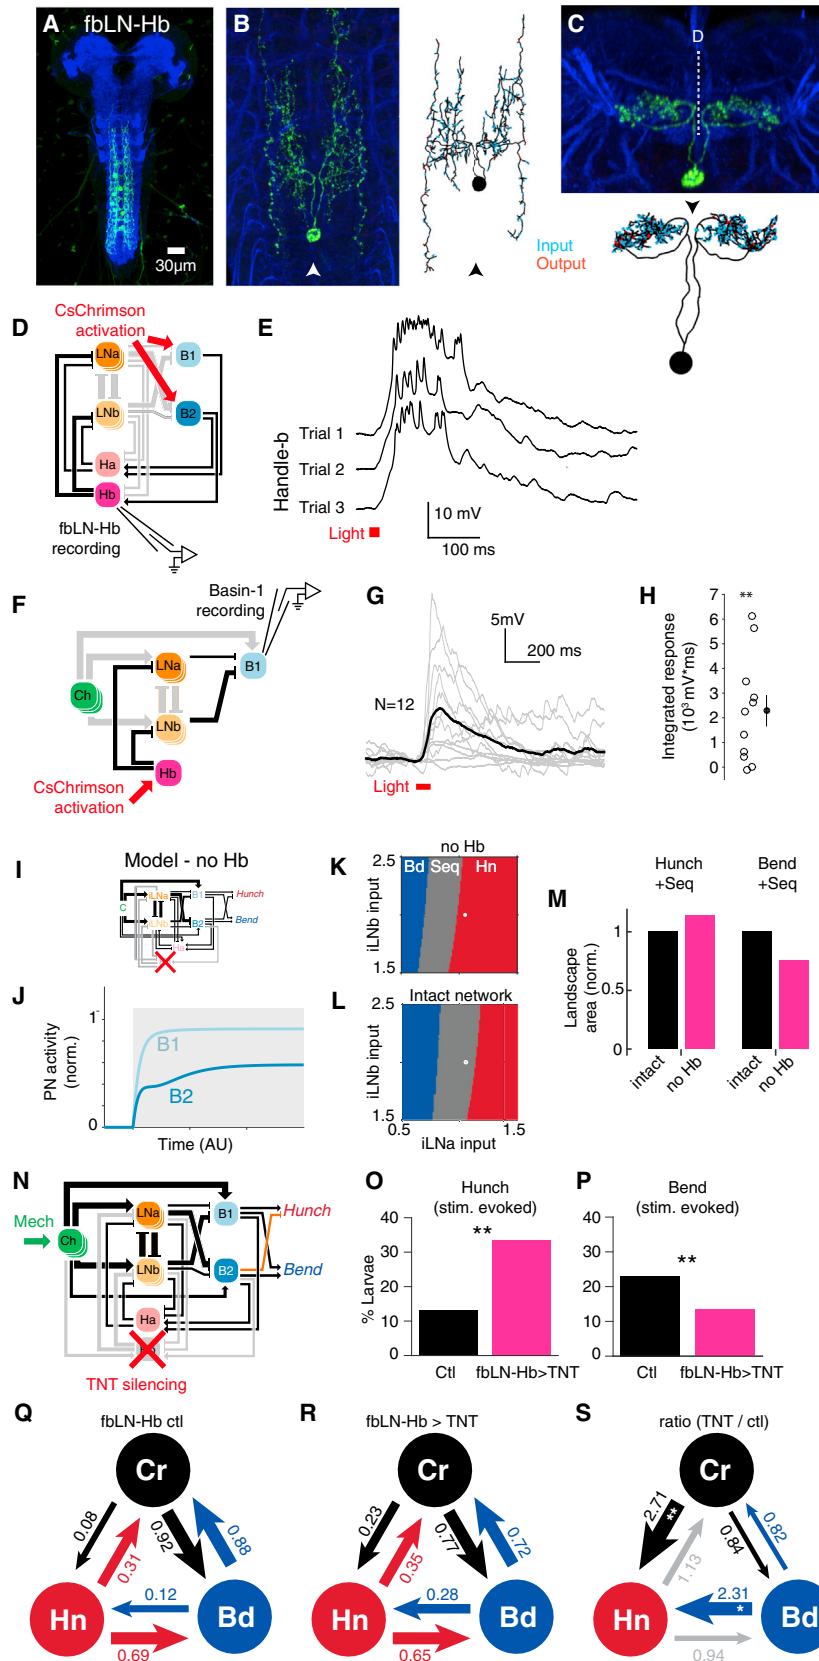 A
fbLN-Hb
30µm
B
Input
Output
C
D
D
CsChrimson
activation
LNa
B1
LNb
B2
Ha
Hb
fbLN-Hb
recording
E
Handle-b
Trial 1
Trial 2
Trial 3
Light
10 mV
100 ms
F
Basin-1
recording
LNa
B1
Ch
LNb
Hb
CsChrimson
activation
G
5mV
200 ms
N=12
Light
H
**
Integrated response
(10³ mV*ms)
7
6
5
4
3
2
1
0
I
Model - no Hb
iLNa
B1
Hunch
C
iLNb
B2
Bend
Ha
J
PN activity
(norm.)
1
0
B1
B2
Time (AU)
K
no Hb
2.5
Bd
Seq
Hn
iLNb input
1.5
L
Intact network
2.5
iLNb input
1.5
0.5
1.5
iLNa input
M
Hunch
+Seq
Bend
+Seq
Landscape
area (norm.)
1
0.5
0
intact
no Hb
intact
no Hb
N
Mech
Ch
LNa
B1
Hunch
LNb
B2
Bend
Ha
TNT silencing
O
Hunch
(stim. evoked)
**
% Larvae
40
30
20
10
0
Ctl
fbLN-Hb>TNT
P
Bend
(stim. evoked)
**
40
30
20
10
0
Ctl
fbLN-Hb>TNT
Q
fbLN-Hb ctl
Cr
0.08
0.31
0.92
0.88
0.12
Hn
Bd
0.69
R
fbLN-Hb > TNT
Cr
0.23
0.35
0.77
0.72
0.28
Hn
Bd
0.65
S
ratio (TNT / ctl)
Cr
2.71
**
1.13
0.84
0.82
2.31
*
Hn
Bd
0.94